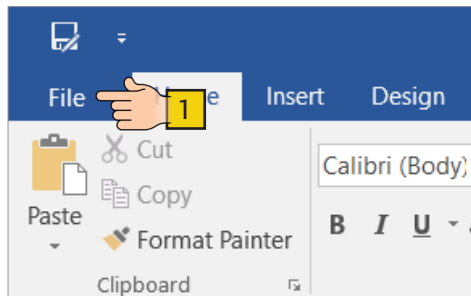 File 1 e Insert Design
Cut
Calibri (Body)
Copy
Paste
B I U
Format Painter
Clipboard